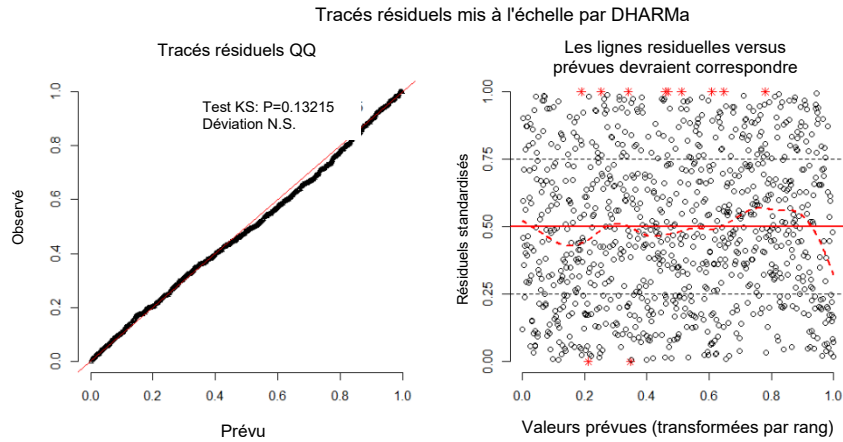 Tracés résiduels mis à l'échelle par DHARMa
Tracés résiduels QQ
Test KS: P=0.13215
Déviation N.S.
Observé
0.0 0.2 0.4 0.6 0.8 1.0
0.0 0.2 0.4 0.6 0.8 1.0
Prévu
Les lignes residuelles versus
prévues devraient correspondre
Résiduels standardisés
0.00 0.25 0.50 0.75 1.00
0.0 0.2 0.4 0.6 0.8 1.0
Valeurs prévues (transformées par rang)